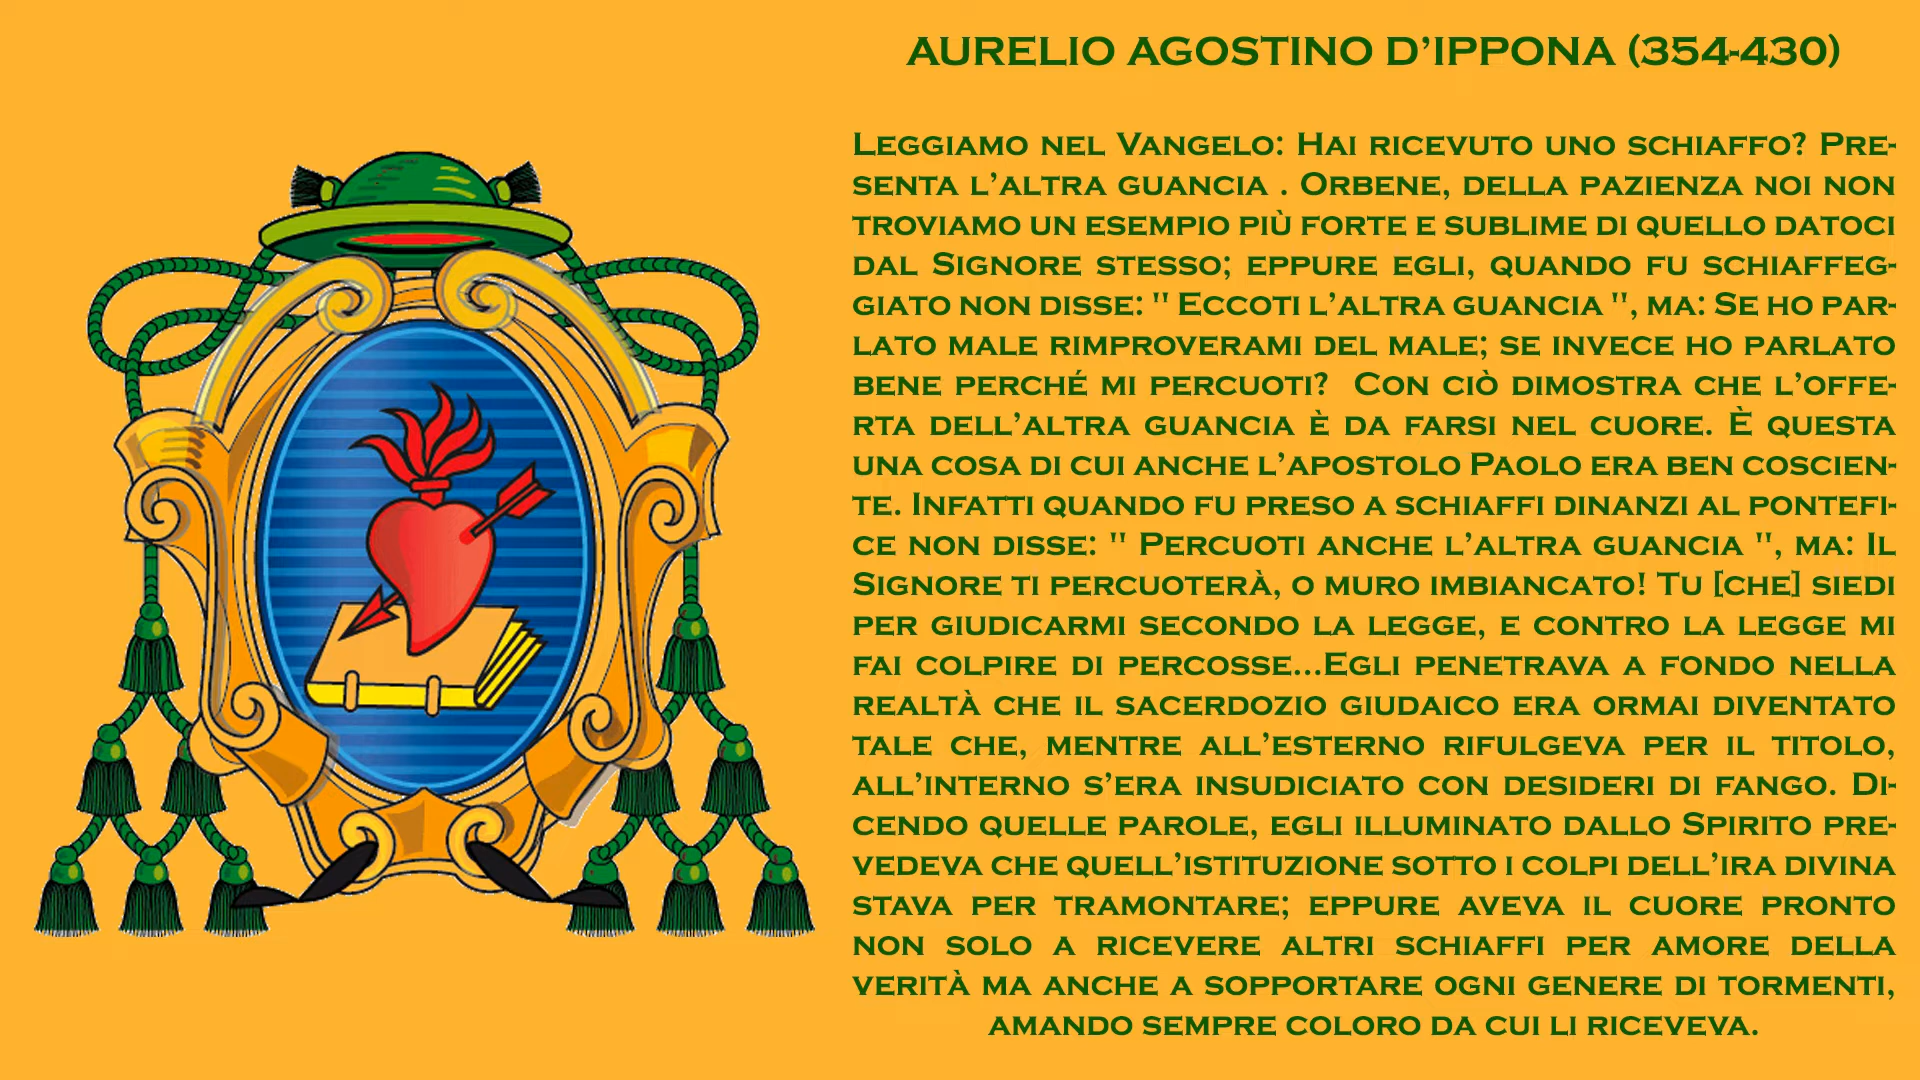 AURELIO AGOSTINO D'IPPONA (354-430)
LEGGIAMO NEL VANGELO: HAI RICEVUTO UNO SCHIAFFO? PRE-
SENTA L'ALTRA GUANCIA . ORBENE, DELLA PAZIENZA NOI NON
TROVIAMO UN ESEMPIO PIÙ FORTE E SUBLIME DI QUELLO DATOCI
DAL SIGNORE STESSO; EPPURE EGLI, QUANDO FU SCHIAFFEG-
GIATO NON DISSE: " ECCOTI L'ALTRA GUANCIA ", MA: SE HO PAR-
LATO MALE RIMPROVERAMI DEL MALE; SE INVECE HO PARLATO
BENE PERCHÉ MI PERCUOTI?  CON CIÒ DIMOSTRA CHE L'OFFE-
RTA DELL'ALTRA GUANCIA È DA FARSI NEL CUORE. È QUESTA
UNA COSA DI CUI ANCHE L'APOSTOLO PAOLO ERA BEN COSCIEN-
TE. INFATTI QUANDO FU PRESO A SCHIAFFI DINANZI AL PONTEFI-
CE NON DISSE: " PERCUOTI ANCHE L'ALTRA GUANCIA ", MA: IL
SIGNORE TI PERCUOTERÀ, O MURO IMBIANCATO! TU [CHE] SIEDI
PER GIUDICARMI SECONDO LA LEGGE, E CONTRO LA LEGGE MI
FAI COLPIRE DI PERCOSSE...EGLI PENETRAVA A FONDO NELLA
REALTÀ CHE IL SACERDOZIO GIUDAICO ERA ORMAI DIVENTATO
TALE CHE, MENTRE ALL'ESTERNO RIFULGEVA PER IL TITOLO,
ALL'INTERNO S'ERA INSUDICIATO CON DESIDERI DI FANGO. DI-
CENDO QUELLE PAROLE, EGLI ILLUMINATO DALLO SPIRITO PRE-
VEDEVA CHE QUELL'ISTITUZIONE SOTTO I COLPI DELL'IRA DIVINA
STAVA PER TRAMONTARE; EPPURE AVEVA IL CUORE PRONTO
NON SOLO A RICEVERE ALTRI SCHIAFFI PER AMORE DELLA
VERITÀ MA ANCHE A SOPPORTARE OGNI GENERE DI TORMENTI,
AMANDO SEMPRE COLORO DA CUI LI RICEVEVA.